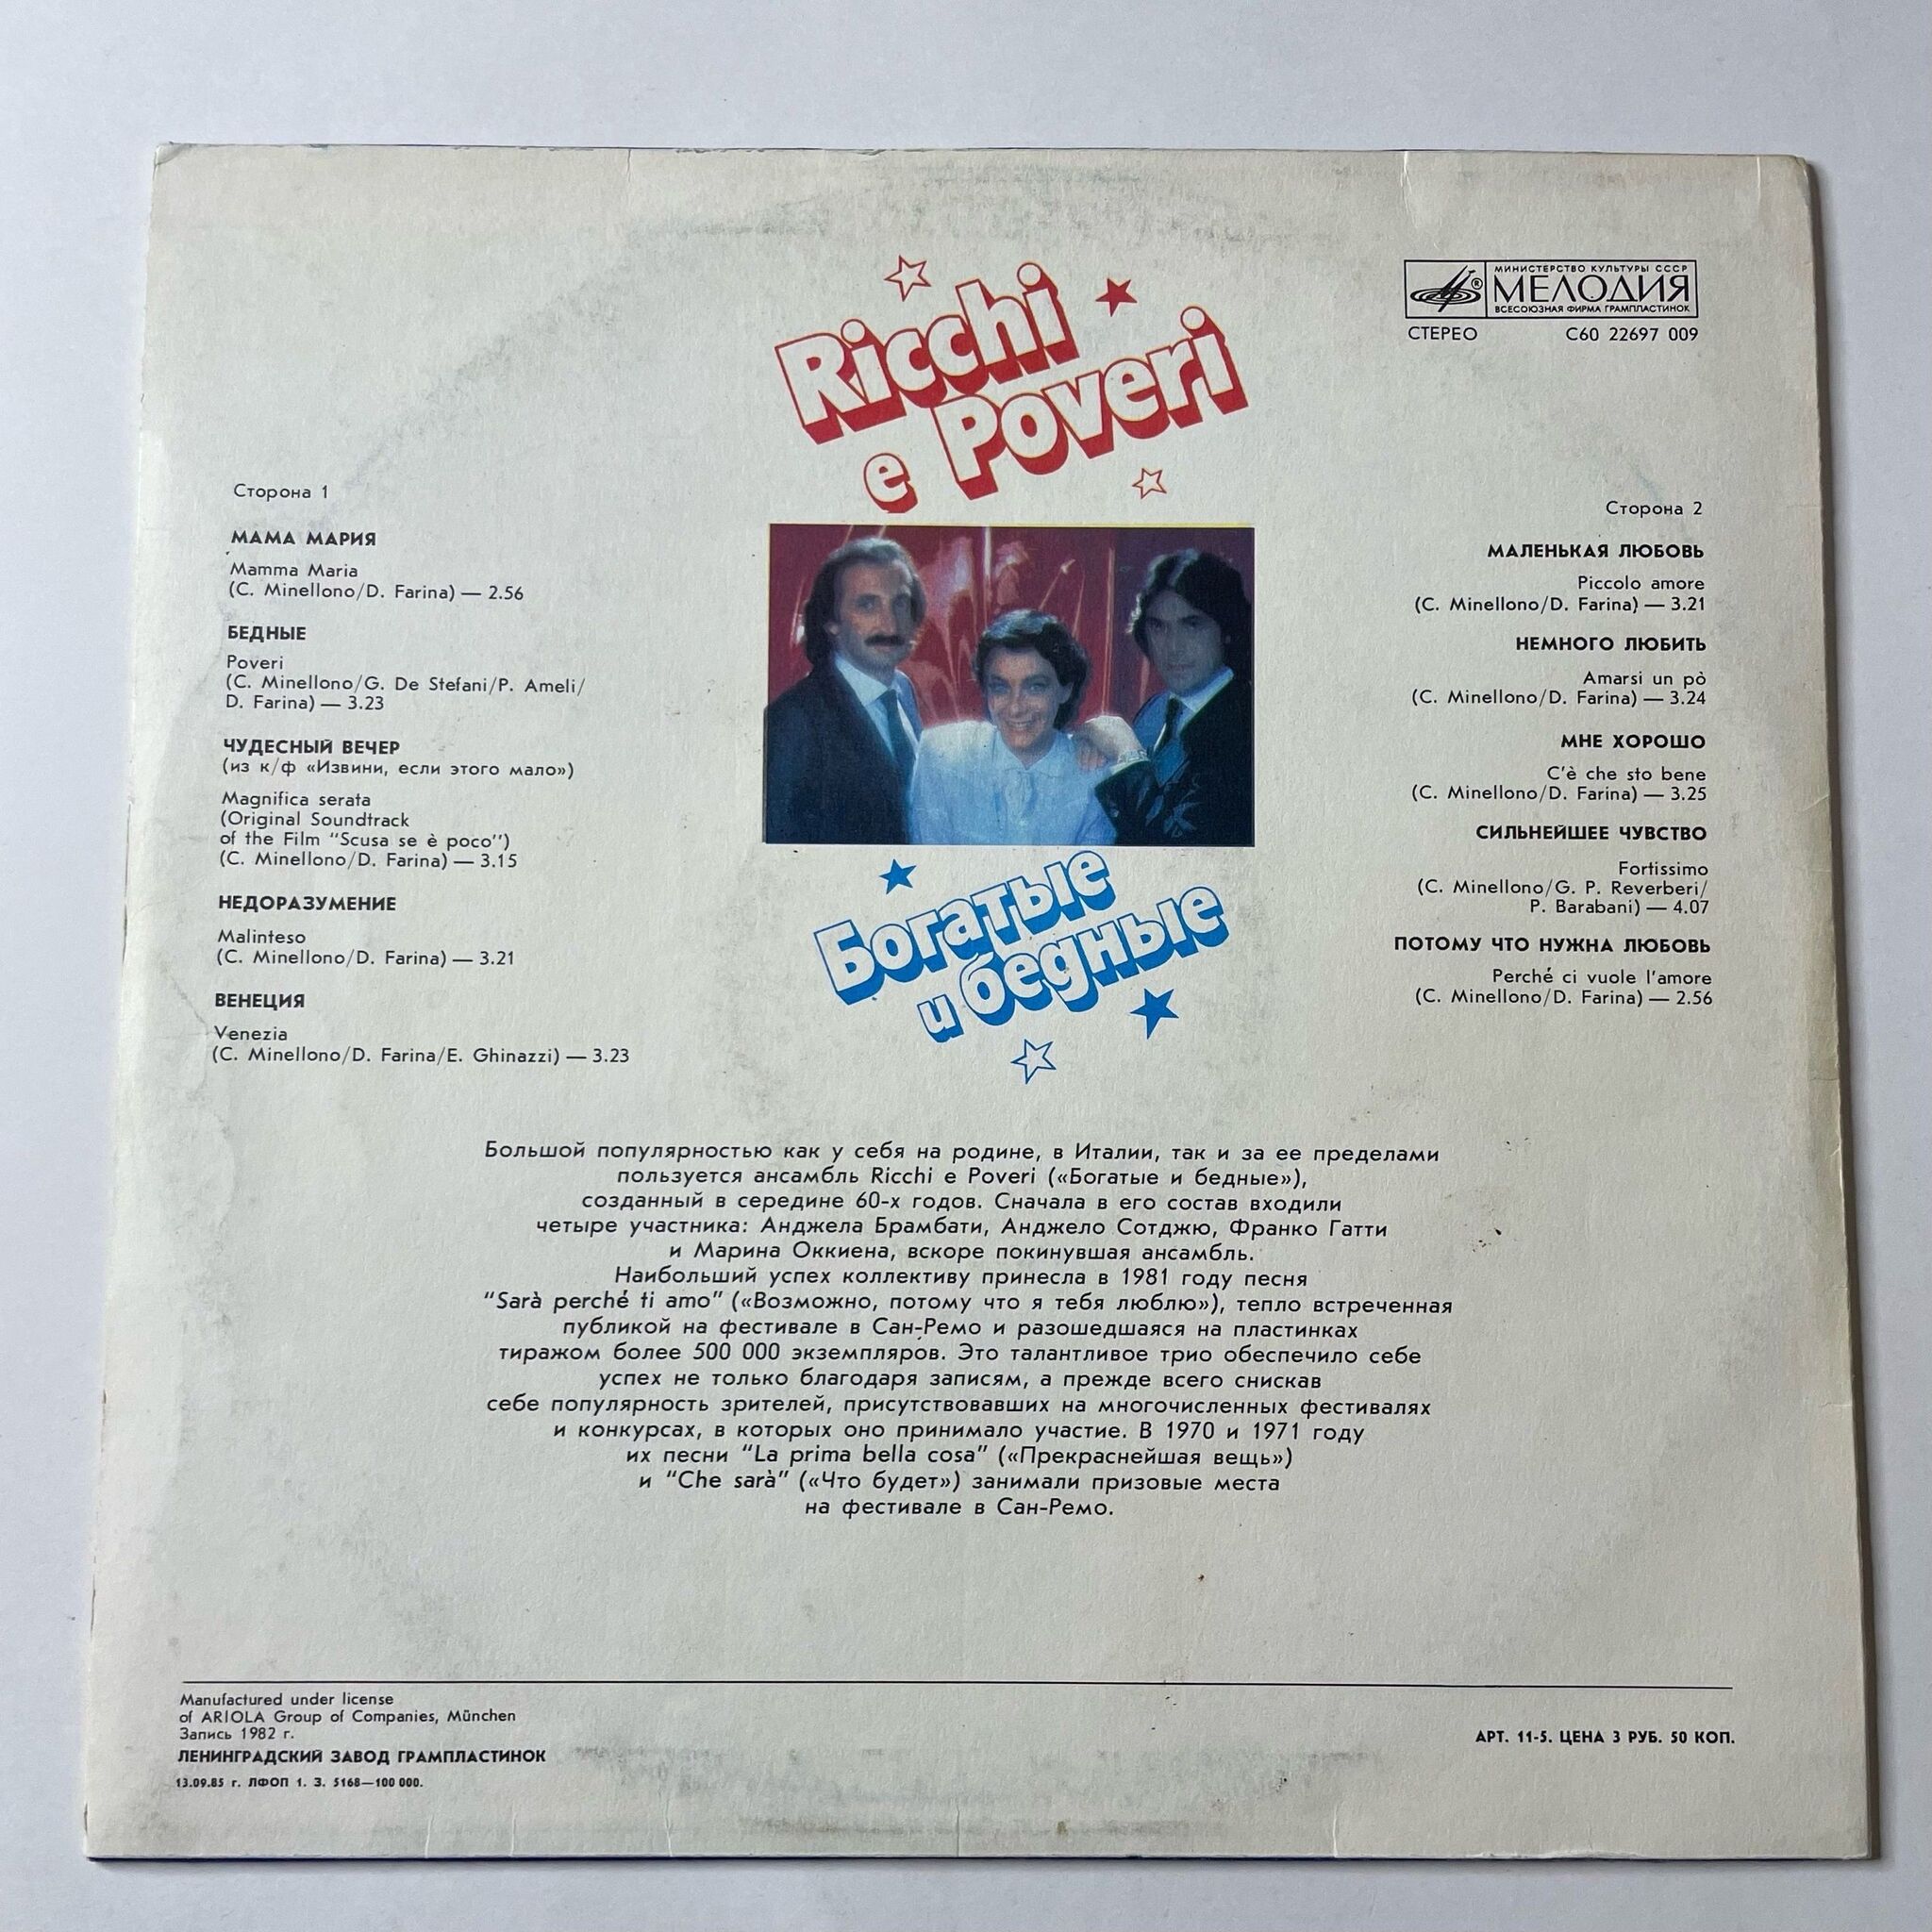 Ricchi
e Poveri
МИНИСТЕРСТВО КУЛЬТУРЫ СССР
МЕЛОДИЯ
ВСЕСОЮЗНАЯ ФИРМА ГРАМПЛАСТИНОК
СТЕРЕО С60 22697 009
Сторона 1
МАМА МАРИЯ
Mamma Maria
(C. Minellono/D. Farina) — 2.56
БЕДНЫЕ
Poveri
(C. Minellono/G. De Stefani/P. Ameli/
D. Farina) — 3.23
ЧУДЕСНЫЙ ВЕЧЕР
(из к/ф «Извини, если этого мало»)
Magnifica serata
(Original Soundtrack
of the Film "Scusa se è poco")
(C. Minellono/D. Farina) — 3.15
НЕДОРАЗУМЕНИЕ
Malinteso
(C. Minellono/D. Farina) — 3.21
ВЕНЕЦИЯ
Venezia
(C. Minellono/D. Farina/E. Ghinazzi) — 3.23
Богатые
и бедные
Сторона 2
МАЛЕНЬКАЯ ЛЮБОВЬ
Piccolo amore
(C. Minellono/D. Farina) — 3.21
НЕМНОГО ЛЮБИТЬ
Amarsi un pò
(C. Minellono/D. Farina) — 3.24
МНЕ ХОРОШО
C'è che sto bene
(C. Minellono/D. Farina) — 3.25
СИЛЬНЕЙШЕЕ ЧУВСТВО
Fortissimo
(C. Minellono/G. P. Reverberi/
P. Barabani) — 4.07
ПОТОМУ ЧТО НУЖНА ЛЮБОВЬ
Perché ci vuole l'amore
(C. Minellono/D. Farina) — 2.56
Большой популярностью как у себя на родине, в Италии, так и за ее пределами
пользуется ансамбль Ricchi e Poveri («Богатые и бедные»),
созданный в середине 60-х годов. Сначала в его состав входили
четыре участника: Анджела Брамбати, Анджело Сотджю, Франко Гатти
и Марина Оккиена, вскоре покинувшая ансамбль.
Наибольший успех коллективу принесла в 1981 году песня
"Sarà perché ti amo" («Возможно, потому что я тебя люблю»), тепло встреченная
публикой на фестивале в Сан-Ремо и разошедшаяся на пластинках
тиражом более 500 000 экземпляров. Это талантливое трио обеспечило себе
успех не только благодаря записям, а прежде всего снискав
себе популярность зрителей, присутствовавших на многочисленных фестивалях
и конкурсах, в которых оно принимало участие. В 1970 и 1971 году
их песни "La prima bella cosa" («Прекраснейшая вещь»)
и "Che sarà" («Что будет») занимали призовые места
на фестивале в Сан-Ремо.
Manufactured under license
of ARIOLA Group of Companies, München
Запись 1982 г.
ЛЕНИНГРАДСКИЙ ЗАВОД ГРАМПЛАСТИНОК
13.09.85 г. ЛФОП 1. З. 5168—100 000.
АРТ. 11-5. ЦЕНА 3 РУБ. 50 КОП.